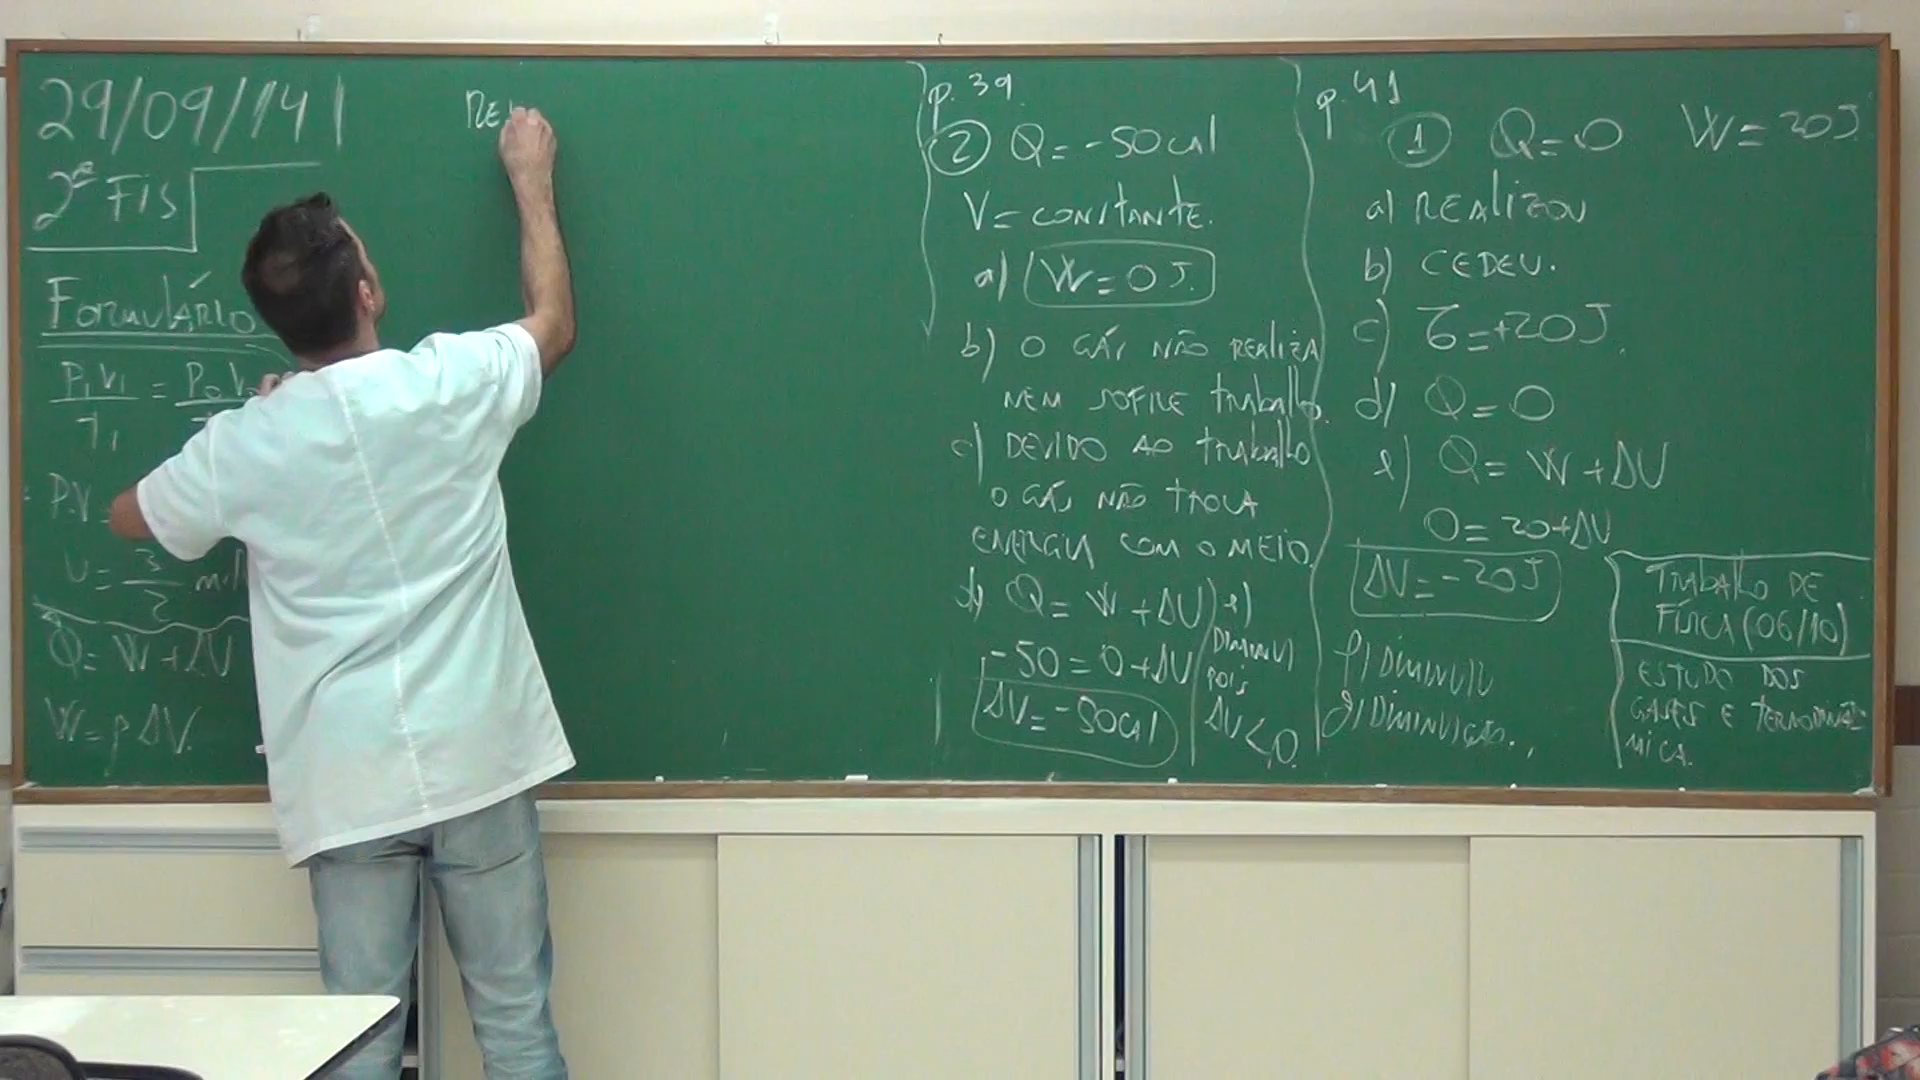 29/09/14
2ª FÍS
FORMULÁRIO
P₁V₁ = P₀V
T₁
P.V =
U = 3
2
Q = W + ΔU
W = p ΔV.
p. 39
② Q = -50cal
V = CONSTANTE.
a) W = 0J.
b) O GÁS NÃO REALIZA
NEM SOFRE TRABALHO.
c) DEVIDO AO TRABALHO
O GÁS NÃO TROCA
ENERGIA COM O MEIO.
d) Q = W + ΔU
-50 = 0 + ΔU
ΔU = -50cal
e)
DIMINUI
POIS
ΔU < 0.
p. 41
① Q = 0 W = 20J
a) REALIZOU
b) CEDEU.
c) τ = +20J.
d) Q = 0
e) Q = W + ΔU
0 = 20 + ΔU
ΔU = -20J
f) DIMINUIU
g) DIMINUIÇÃO.
TRABALHO DE
FÍSICA (06/10)
ESTUDO DOS
GASES E TERMODINÂ-
MICA.